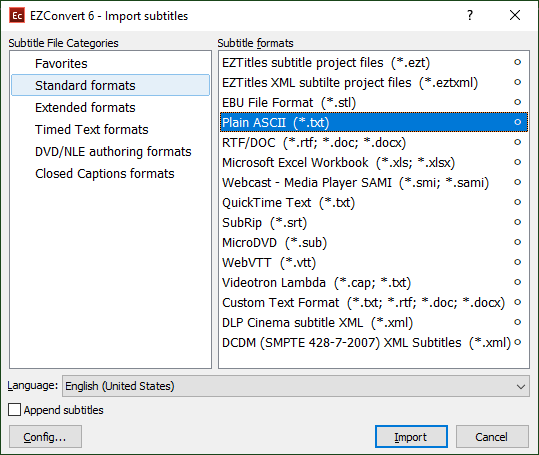 Ec EZConvert 6 - Import subtitles
Subtitle File Categories
Favorites
Standard formats
Extended formats
Timed Text formats
DVD/NLE authoring formats
Closed Captions formats
Subtitle formats
EZTitles subtitle project files (*.ezt)
EZTitles XML subtilte project files (*.eztxml)
EBU File Format (*.stl)
Plain ASCII (*.txt)
RTF/DOC (*.rtf; *.doc; *.docx)
Microsoft Excel Workbook (*.xls; *.xlsx)
Webcast - Media Player SAMI (*.smi; *.sami)
QuickTime Text (*.txt)
SubRip (*.srt)
MicroDVD (*.sub)
WebVTT (*.vtt)
Videotron Lambda (*.cap; *.txt)
Custom Text Format (*.txt; *.rtf; *.doc; *.docx)
DLP Cinema subtitle XML (*.xml)
DCDM (SMPTE 428-7-2007) XML Subtitles (*.xml)
Language: English (United States)
Append subtitles
Config... Import Cancel